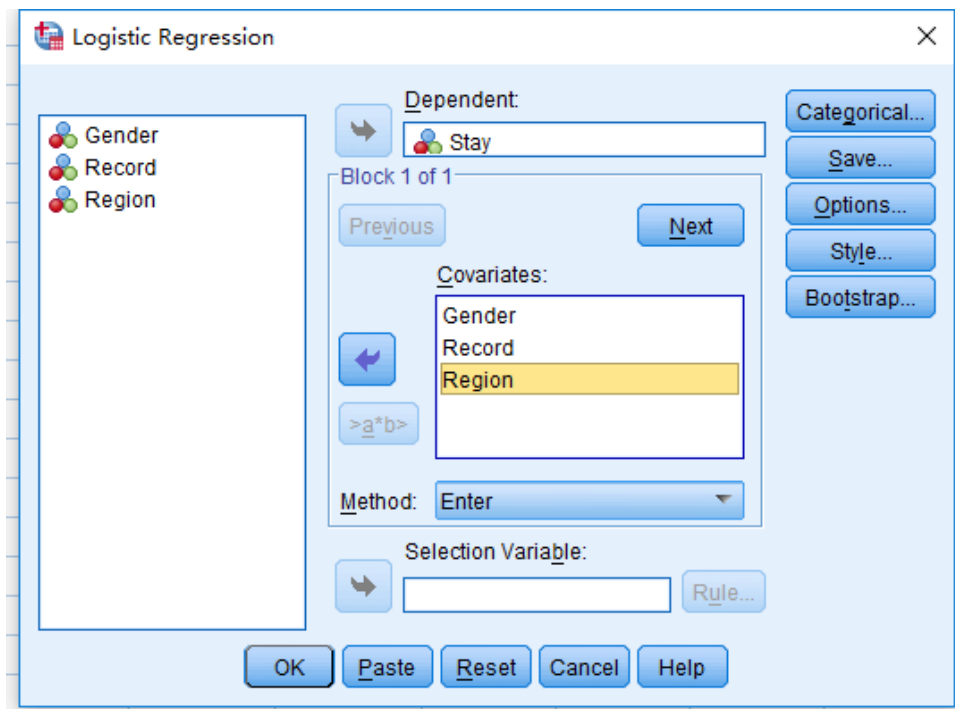 Logistic Regression
Gender
Record
Region
Dependent:
Stay
Block 1 of 1
Previous
Next
Covariates:
Gender
Record
Region
>a*b>
Method:
Enter
Selection Variable:
Rule...
Categorical...
Save...
Options...
Style...
Bootstrap...
OK
Paste
Reset
Cancel
Help